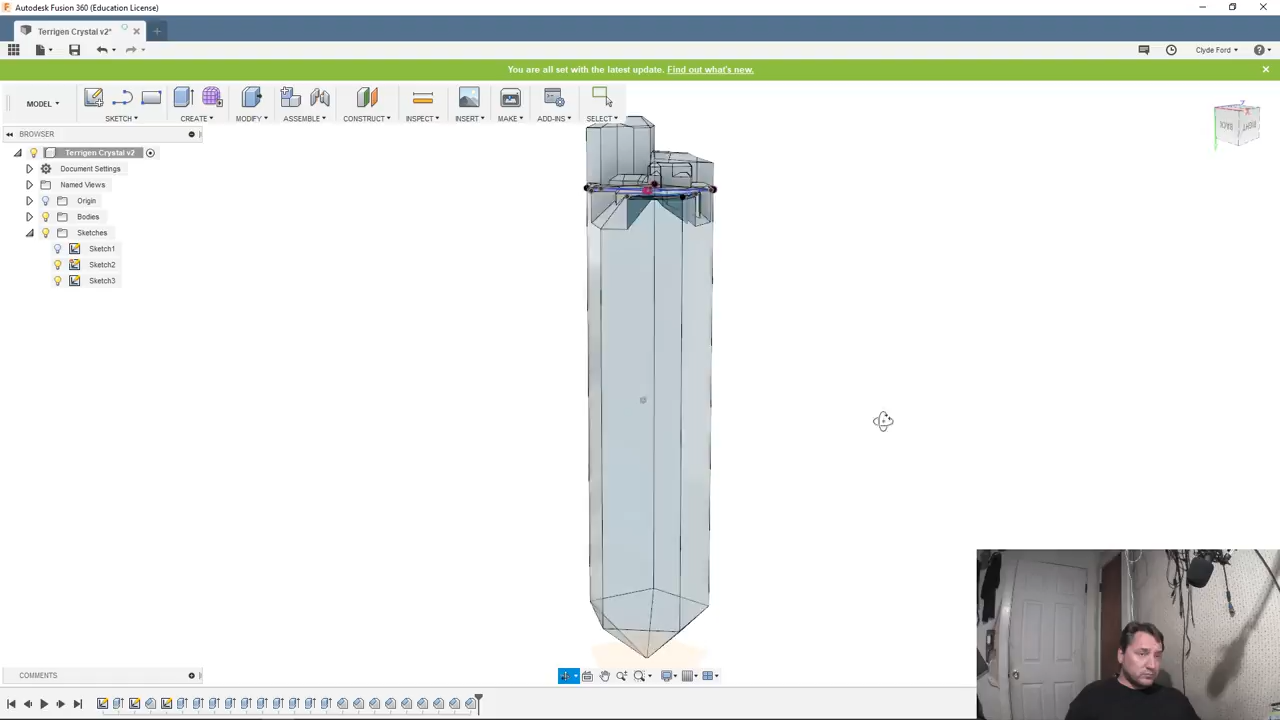 Autodesk Fusion 360 (Education License)
Terrigen Crystal v2*
Clyde Ford
You are all set with the latest update. Find out what's new.
MODEL
SKETCH
CREATE
MODIFY
ASSEMBLE
CONSTRUCT
INSPECT
INSERT
MAKE
ADD-INS
SELECT
BROWSER
Terrigen Crystal v2
Document Settings
Named Views
Origin
Bodies
Sketches
Sketch1
Sketch2
Sketch3
BACK
RIGHT
COMMENTS